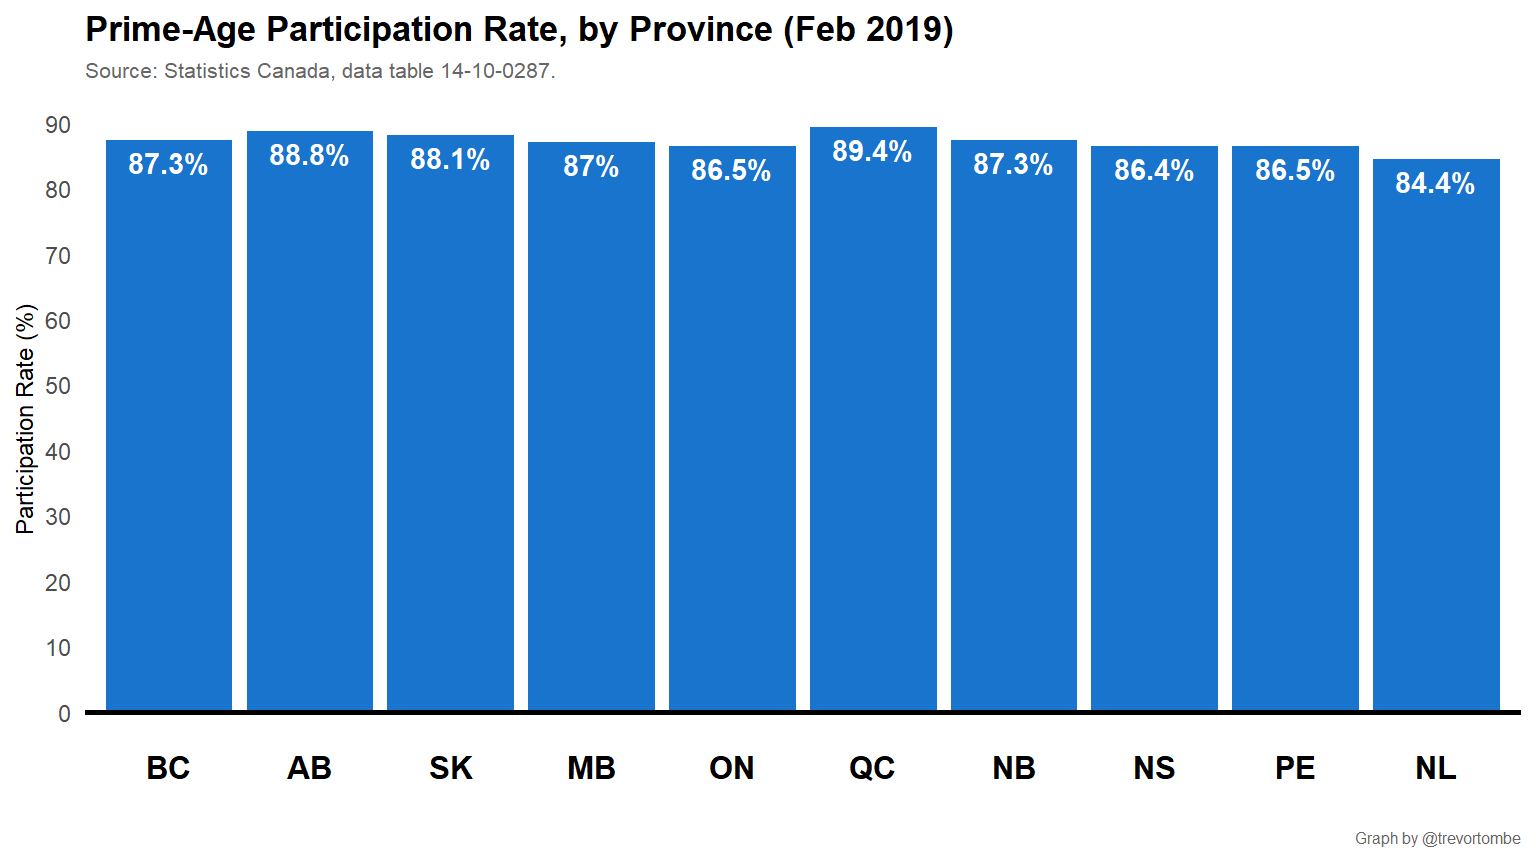 Prime-Age Participation Rate, by Province (Feb 2019)
Source: Statistics Canada, data table 14-10-0287.
Participation Rate (%)
90
80
70
60
50
40
30
20
10
0
87.3%
88.8%
88.1%
87%
86.5%
89.4%
87.3%
86.4%
86.5%
84.4%
BC
AB
SK
MB
ON
QC
NB
NS
PE
NL
Graph by @trevortombe